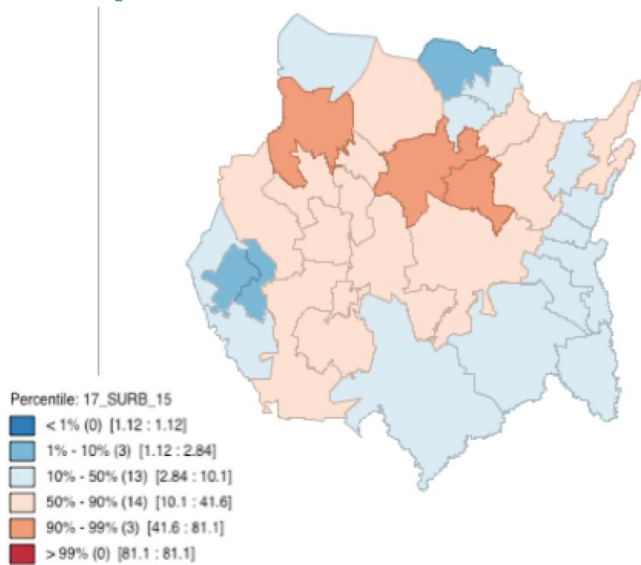 Percentile: 17_SURB_15
< 1% (0) [1.12 : 1.12]
1% - 10% (3) [1.12 : 2.84]
10% - 50% (13) [2.84 : 10.1]
50% - 90% (14) [10.1 : 41.6]
90% - 99% (3) [41.6 : 81.1]
> 99% (0) [81.1 : 81.1]